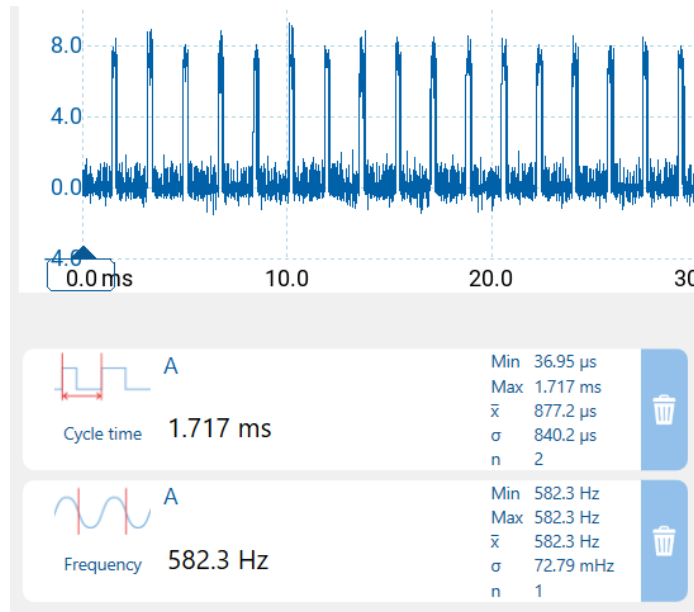 8.0
4.0
0.0
-4.0
0.0 ms 10.0 20.0 30
A
Cycle time 1.717 ms
Min 36.95 µs
Max 1.717 ms
x̅ 877.2 µs
σ 840.2 µs
n 2
A
Frequency 582.3 Hz
Min 582.3 Hz
Max 582.3 Hz
x̅ 582.3 Hz
σ 72.79 mHz
n 1